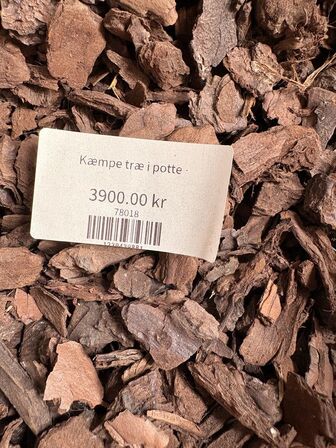 Kæmpe træ i potte -
3900.00 kr
78018